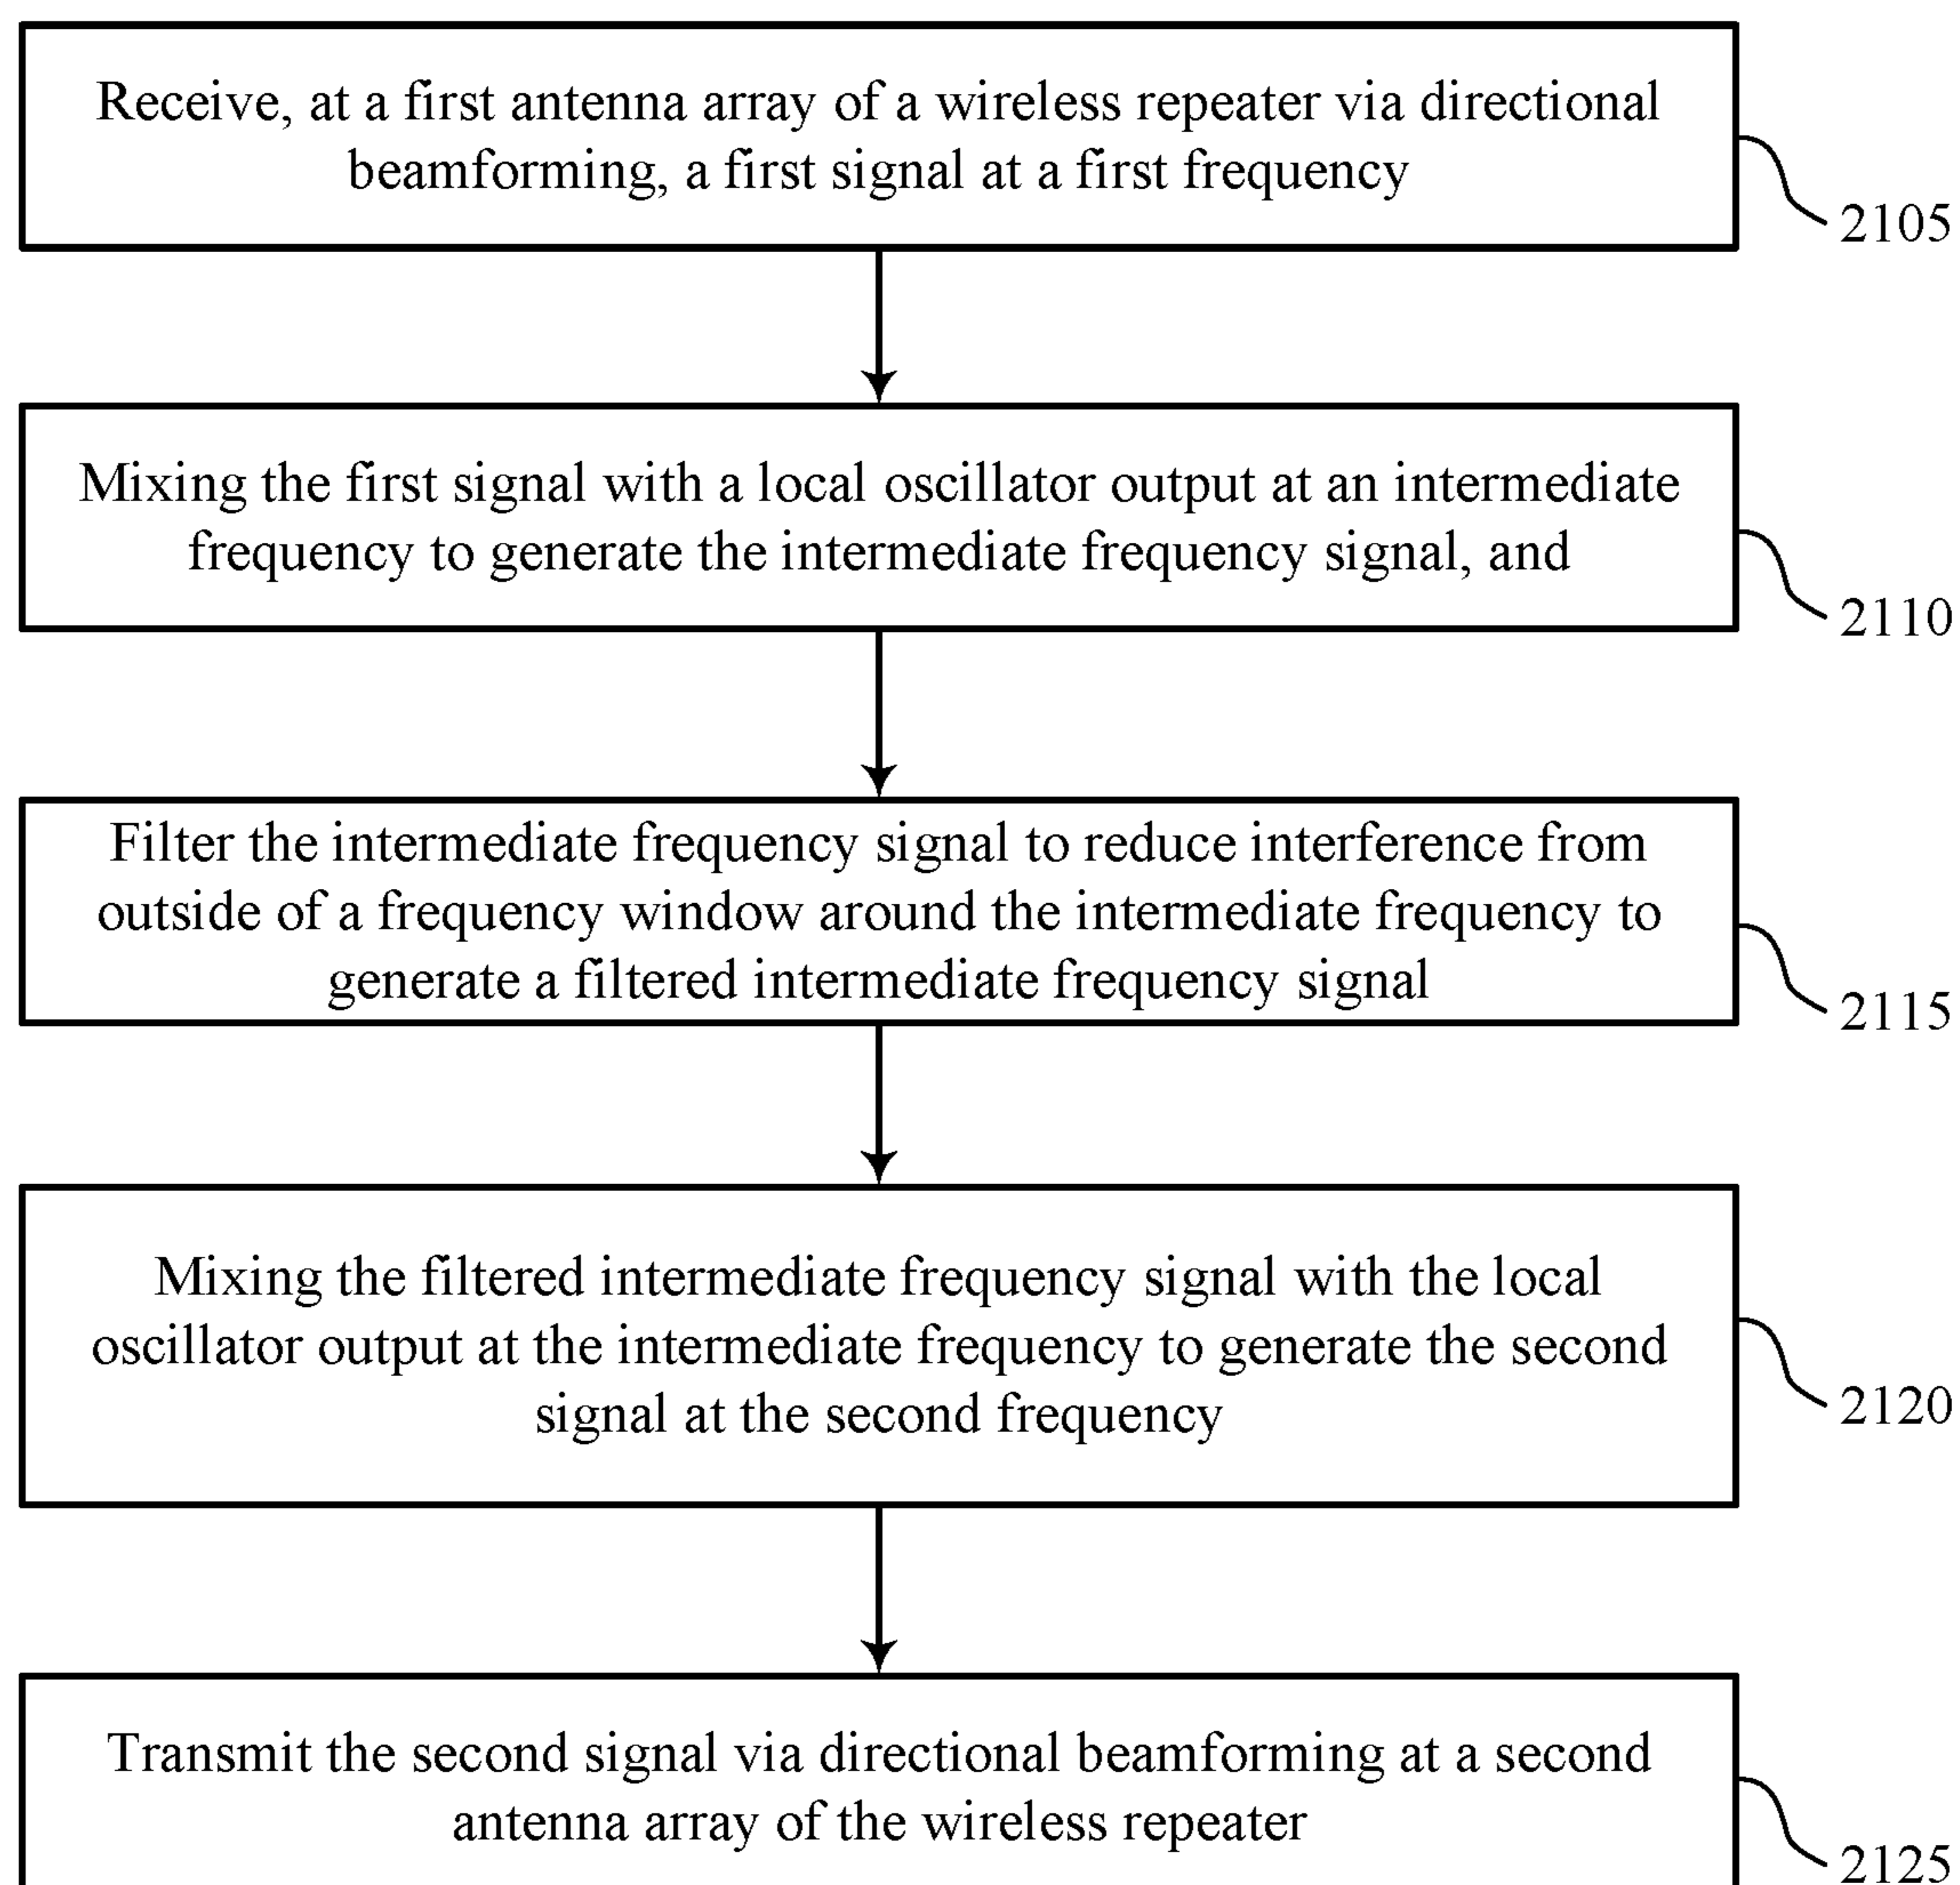 Receive, at a first antenna array of a wireless repeater via directional
beamforming, a first signal at a first frequency
2105
Mixing the first signal with a local oscillator output at an intermediate
frequency to generate the intermediate frequency signal, and
2110
Filter the intermediate frequency signal to reduce interference from
outside of a frequency window around the intermediate frequency to
generate a filtered intermediate frequency signal
2115
Mixing the filtered intermediate frequency signal with the local
oscillator output at the intermediate frequency to generate the second
signal at the second frequency
2120
Transmit the second signal via directional beamforming at a second
antenna array of the wireless repeater
2125